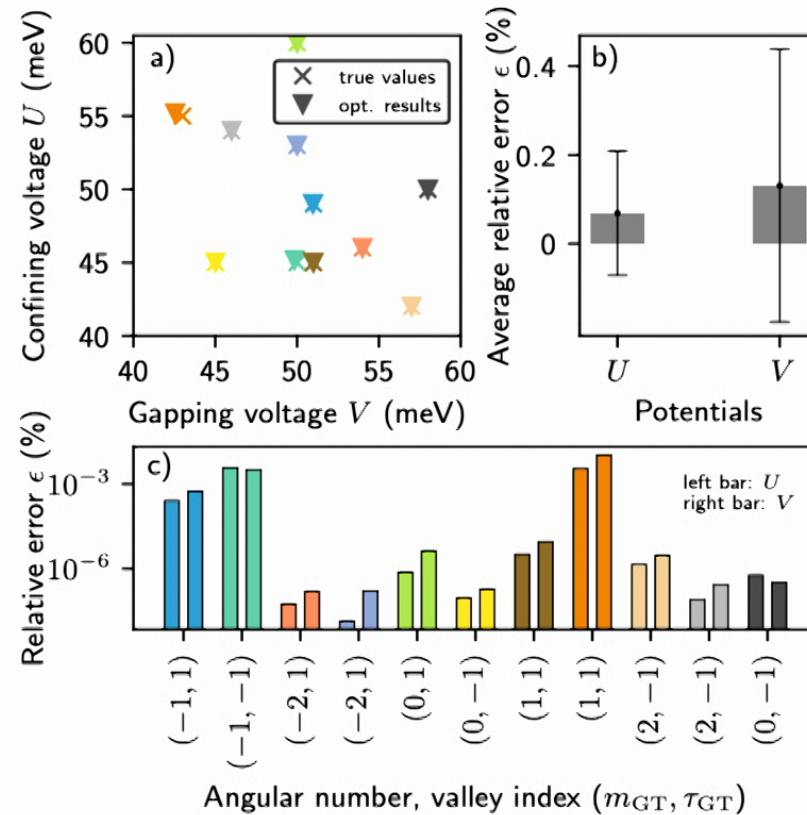 Confining voltage U (meV)
60
55
50
45
40
a)
true values
opt. results
40 45 50 55 60
Gapping voltage V (meV)
Average relative error ϵ (%)
0.4
0.2
0
b)
U V
Potentials
Relative error ϵ (%)
10⁻³
10⁻⁶
c)
left bar: U
right bar: V
(−1, 1)
(−1, −1)
(−2, 1)
(−2, 1)
(0, 1)
(0, −1)
(1, 1)
(1, 1)
(2, −1)
(2, −1)
(0, −1)
Angular number, valley index (m_GT, τ_GT)